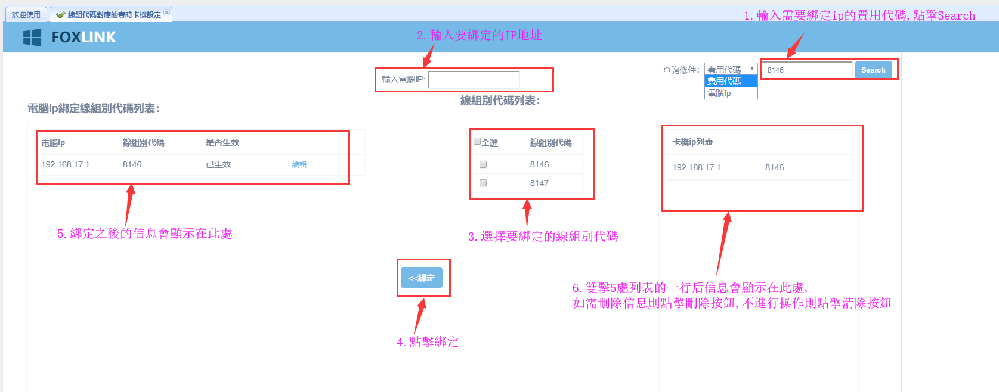 欢迎使用
線組代碼對應的實時卡機設定
1. 輸入需要綁定ip的費用代碼,點擊Search
FOXLINK
2. 輸入要綁定的IP地址
查詢條件:
費用代碼
8146
Search
費用代碼
電腦Ip
輸入電腦IP:
電腦Ip綁定線組別代碼列表:
線組別代碼列表:
電腦Ip 線組別代碼 是否生效
192.168.17.1 8146 已生效 編輯
全選 線組別代碼
8146
8147
卡機ip列表
192.168.17.1 8146
5. 綁定之後的信息會顯示在此處
3. 選擇要綁定的線組別代碼
<<綁定
4. 點擊綁定
6. 雙擊5處列表的一行后信息會顯示在此處,
如需刪除信息則點擊刪除按鈕,不進行操作則點擊清除按鈕